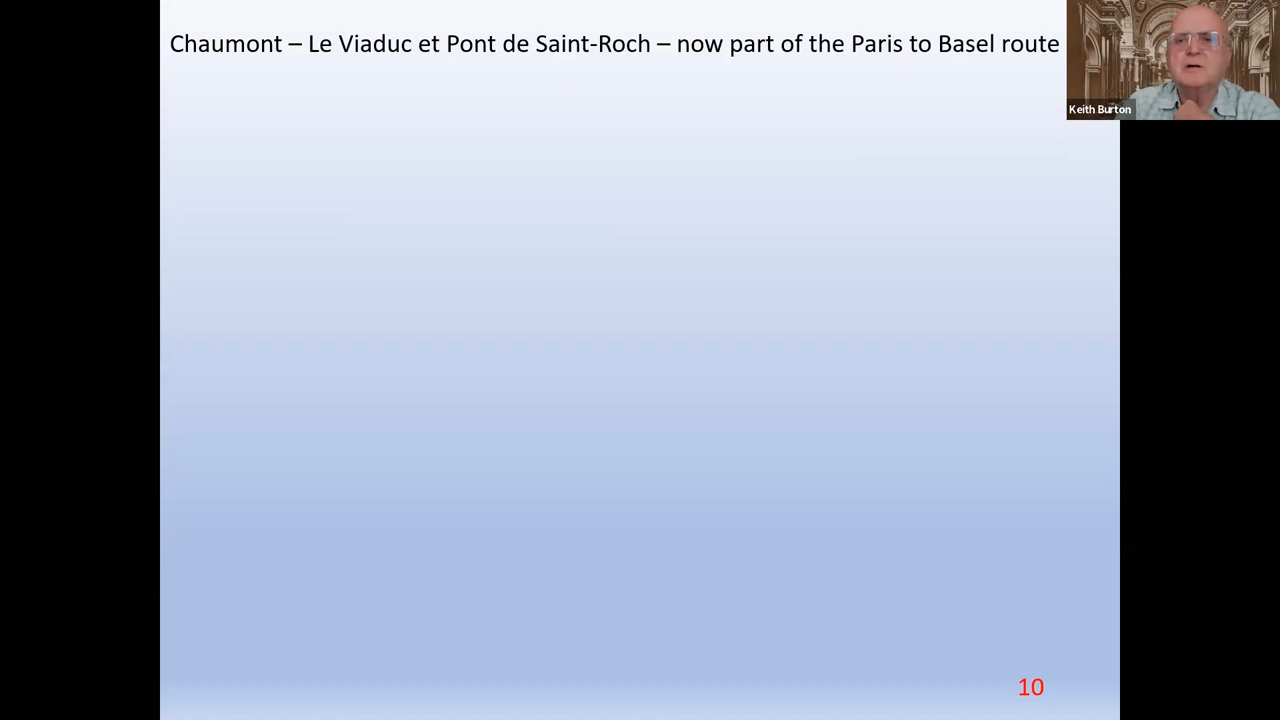 Chaumont – Le Viaduc et Pont de Saint-Roch – now part of the Paris to Basel route
Keith Burton
10